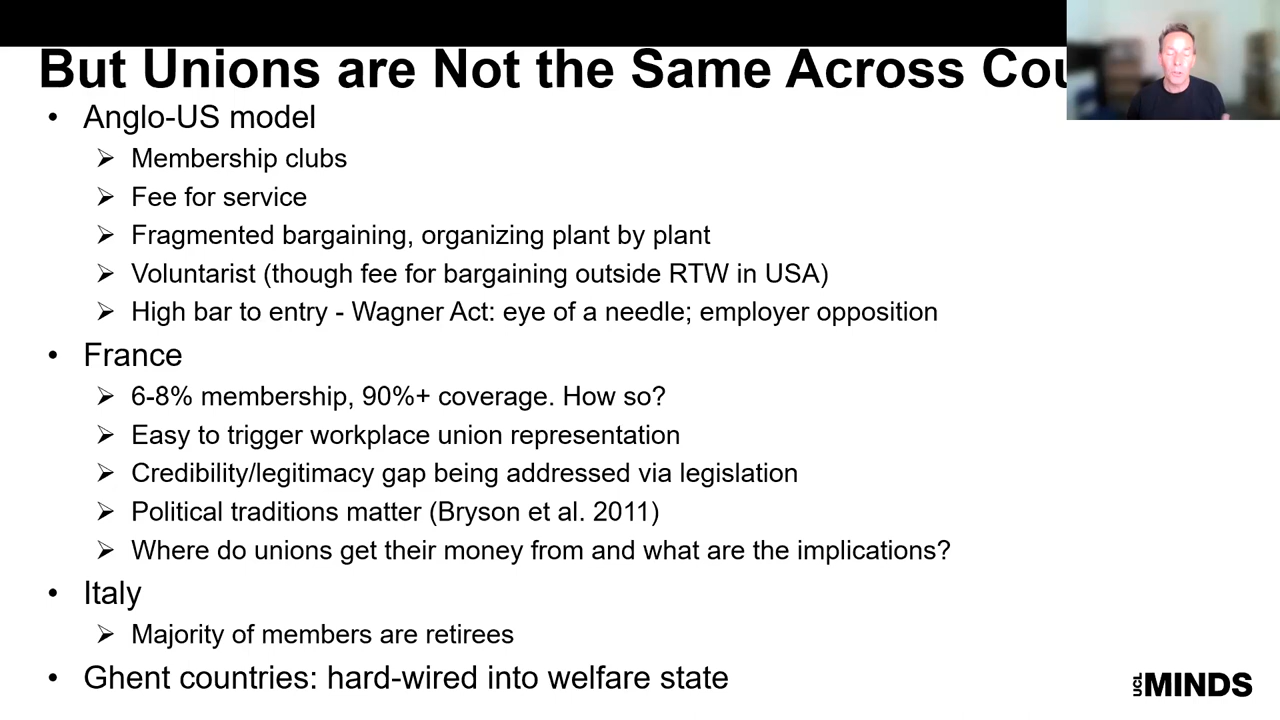 But Unions are Not the Same Across Cou
• Anglo-US model
➢ Membership clubs
➢ Fee for service
➢ Fragmented bargaining, organizing plant by plant
➢ Voluntarist (though fee for bargaining outside RTW in USA)
➢ High bar to entry - Wagner Act: eye of a needle; employer opposition
• France
➢ 6-8% membership, 90%+ coverage. How so?
➢ Easy to trigger workplace union representation
➢ Credibility/legitimacy gap being addressed via legislation
➢ Political traditions matter (Bryson et al. 2011)
➢ Where do unions get their money from and what are the implications?
• Italy
➢ Majority of members are retirees
• Ghent countries: hard-wired into welfare state
UCL MINDS